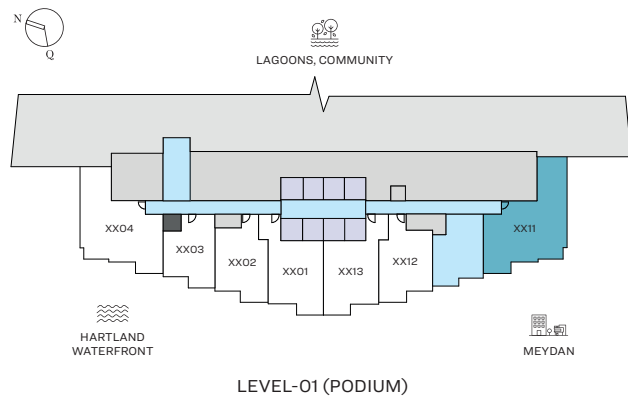 N
Q
LAGOONS, COMMUNITY
XX04
XX03
XX02
XX01
XX13
XX12
XX11
HARTLAND
WATERFRONT
MEYDAN
LEVEL-01 (PODIUM)